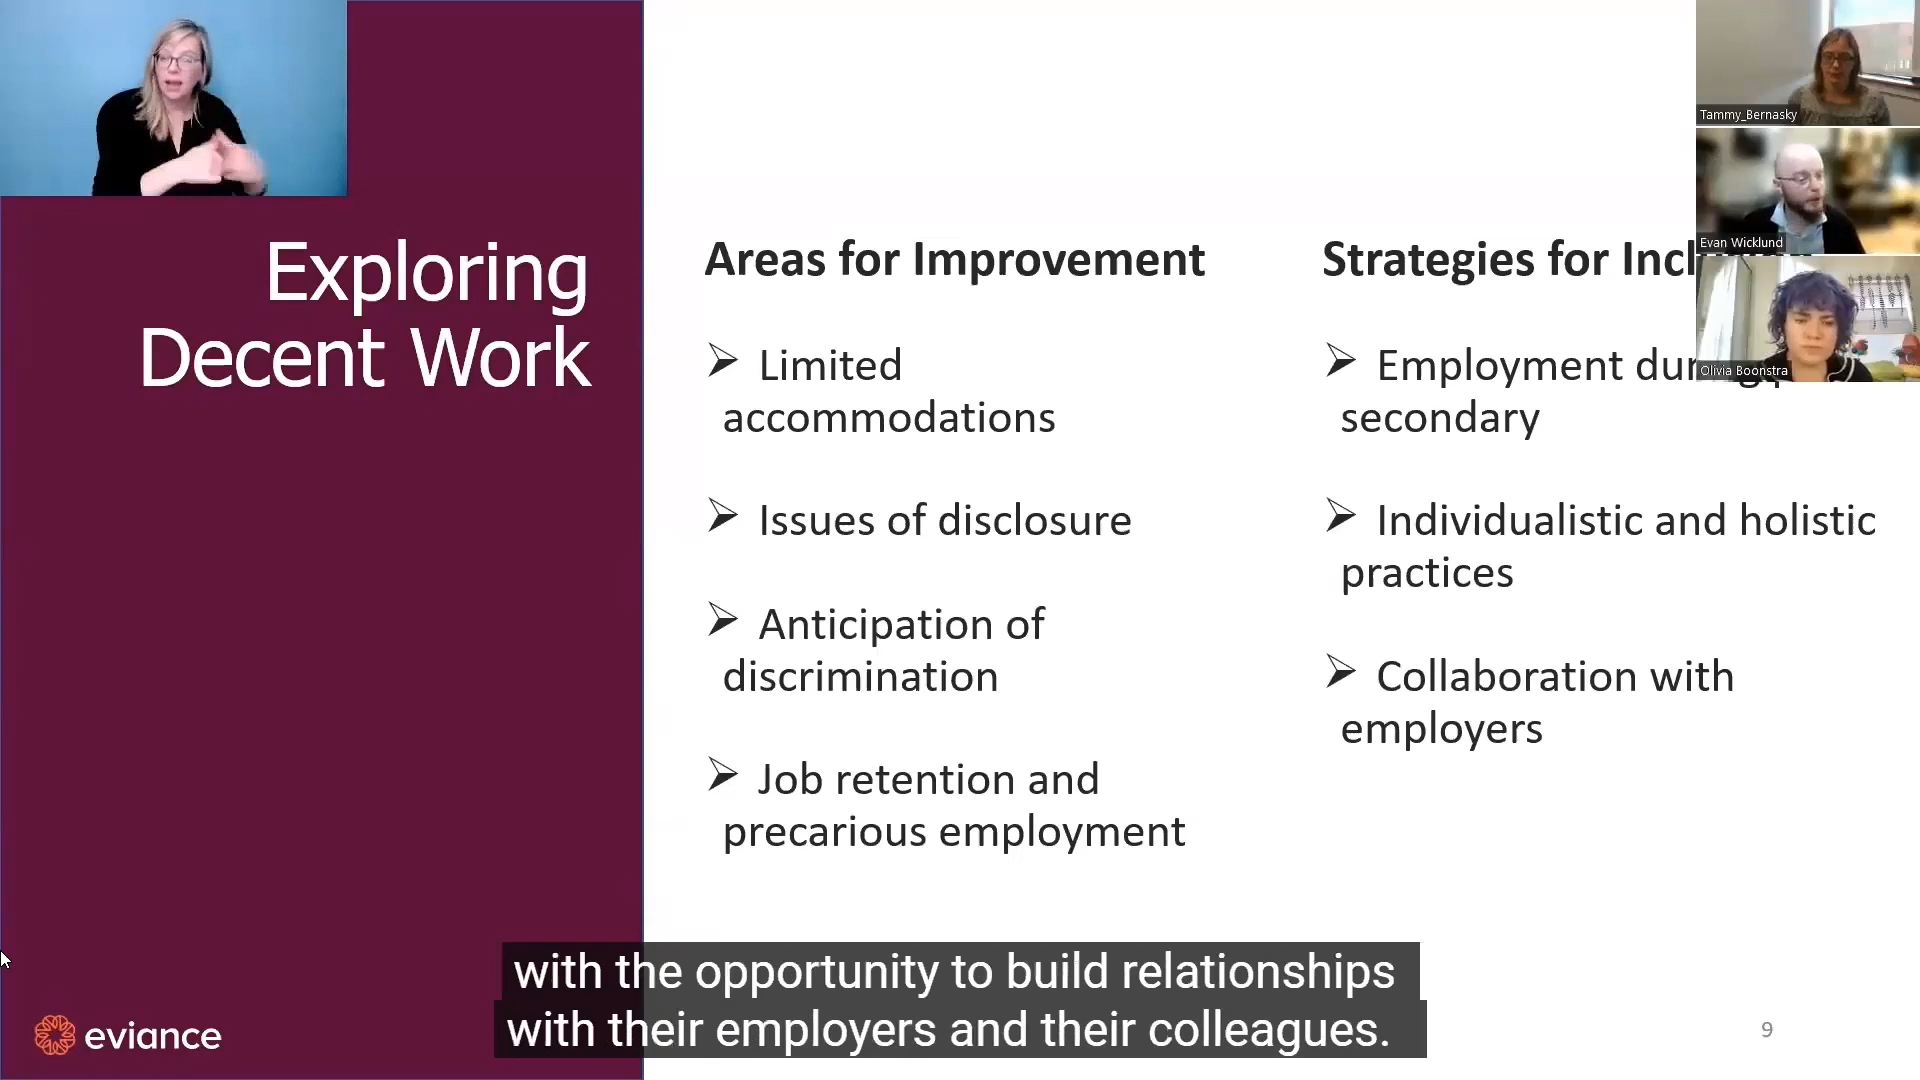 Exploring
Decent Work
Areas for Improvement
➢ Limited
accommodations
➢ Issues of disclosure
➢ Anticipation of
discrimination
➢ Job retention and
precarious employment
Strategies for
➢ Employment during
secondary
➢ Individualistic and holistic
practices
➢ Collaboration with
employers
Tammy_Bernasky
Evan Wicklund
Olivia Boonstra
with the opportunity to build relationships
with their employers and their colleagues.
eviance
9